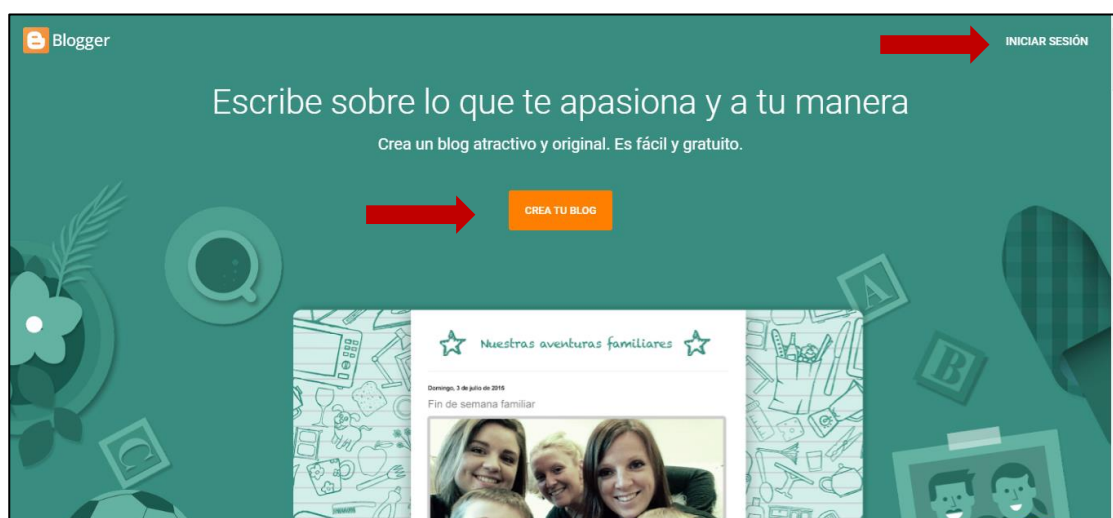 Blogger
INICIAR SESIÓN
Escribe sobre lo que te apasiona y a tu manera
Crea un blog atractivo y original. Es fácil y gratuito.
CREA TU BLOG
A
Nuestras aventuras familiares
Domingo, 3 de julio de 2016
Fin de semana familiar
B
C